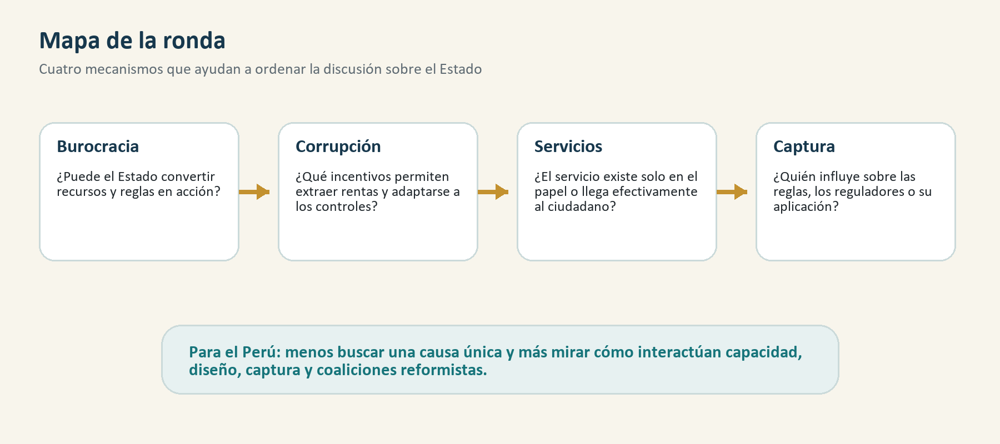 Mapa de la ronda
Cuatro mecanismos que ayudan a ordenar la discusión sobre el Estado
Burocracia
¿Puede el Estado convertir
recursos y reglas en acción?
Corrupción
¿Qué incentivos permiten
extraer rentas y adaptarse a
los controles?
Servicios
¿El servicio existe solo en el
papel o llega efectivamente
al ciudadano?
Captura
¿Quién influye sobre las
reglas, los reguladores o su
aplicación?
Para el Perú: menos buscar una causa única y más mirar cómo interactúan capacidad,
diseño, captura y coaliciones reformistas.